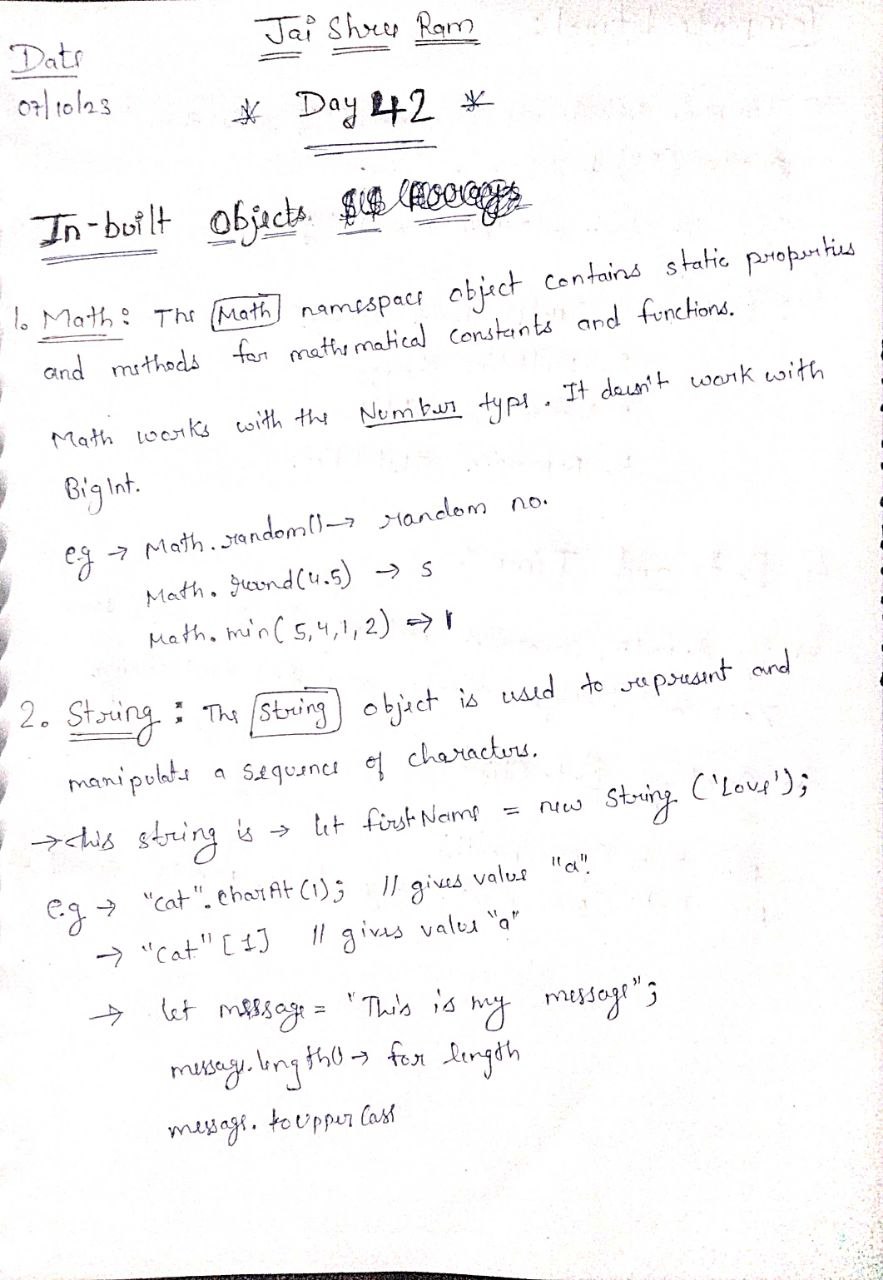 Jai Shree Ram
Date
07/10/23
* Day 42 *
In-built Objects
1. Math : The Math namespace object contains static properties
and methods for mathematical constants and functions.
Math works with the Number type. It doesn't work with
BigInt.
e.g → Math.random() → random no.
Math.round(4.5) → 5
Math.min(5,4,1,2) → 1
2. String : The String object is used to represent and
manipulate a sequence of characters.
→ this string is → let firstName = new String ('Love');
e.g → "cat".charAt(1); // gives value "a".
→ "cat"[1] // gives value "a"
→ let message = "This is my message";
message.length() → for length
message.toUpperCase